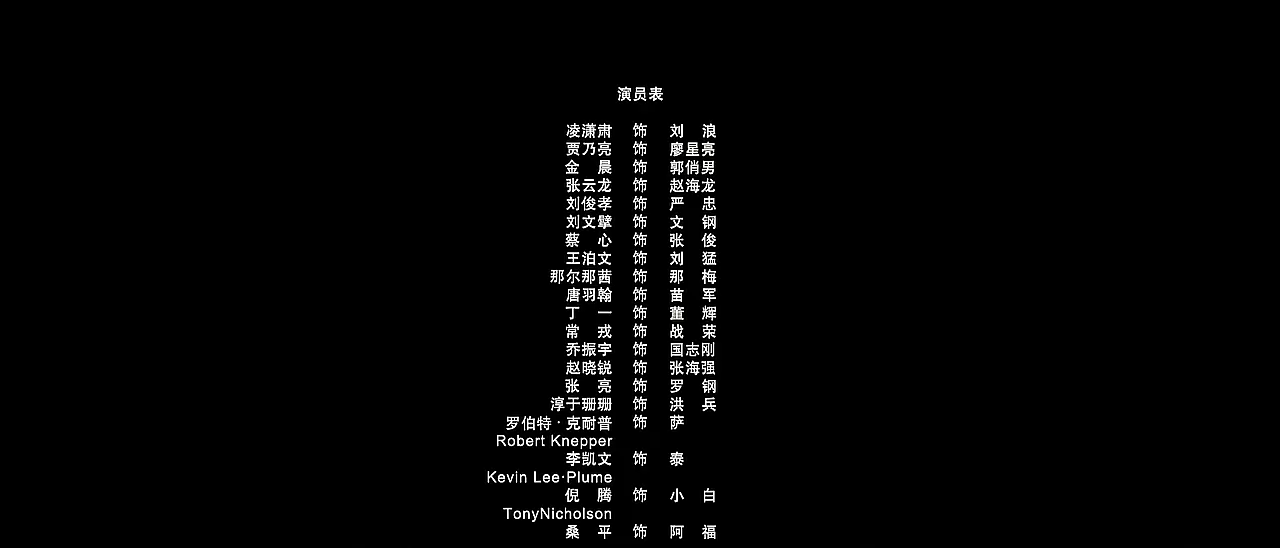 演员表
凌潇肃 饰 刘 浪
贾乃亮 饰 廖星亮
金 晨 饰 郭俏男
张云龙 饰 赵海龙
刘俊孝 饰 严 忠
刘文擘 饰 文 钢
蔡 心 饰 张 俊
王泊文 饰 刘 猛
那尔那茜 饰 那 梅
唐羽翰 饰 苗 军
丁 一 饰 董 辉
常 戎 饰 战 荣
乔振宇 饰 国志刚
赵晓锐 饰 张海强
张 亮 饰 罗 钢
淳于珊珊 饰 洪 兵
罗伯特·克耐普 饰 萨
Robert Knepper
李凯文 饰 泰
Kevin Lee·Plume
倪 腾 饰 小 白
TonyNicholson
桑 平 饰 阿 福